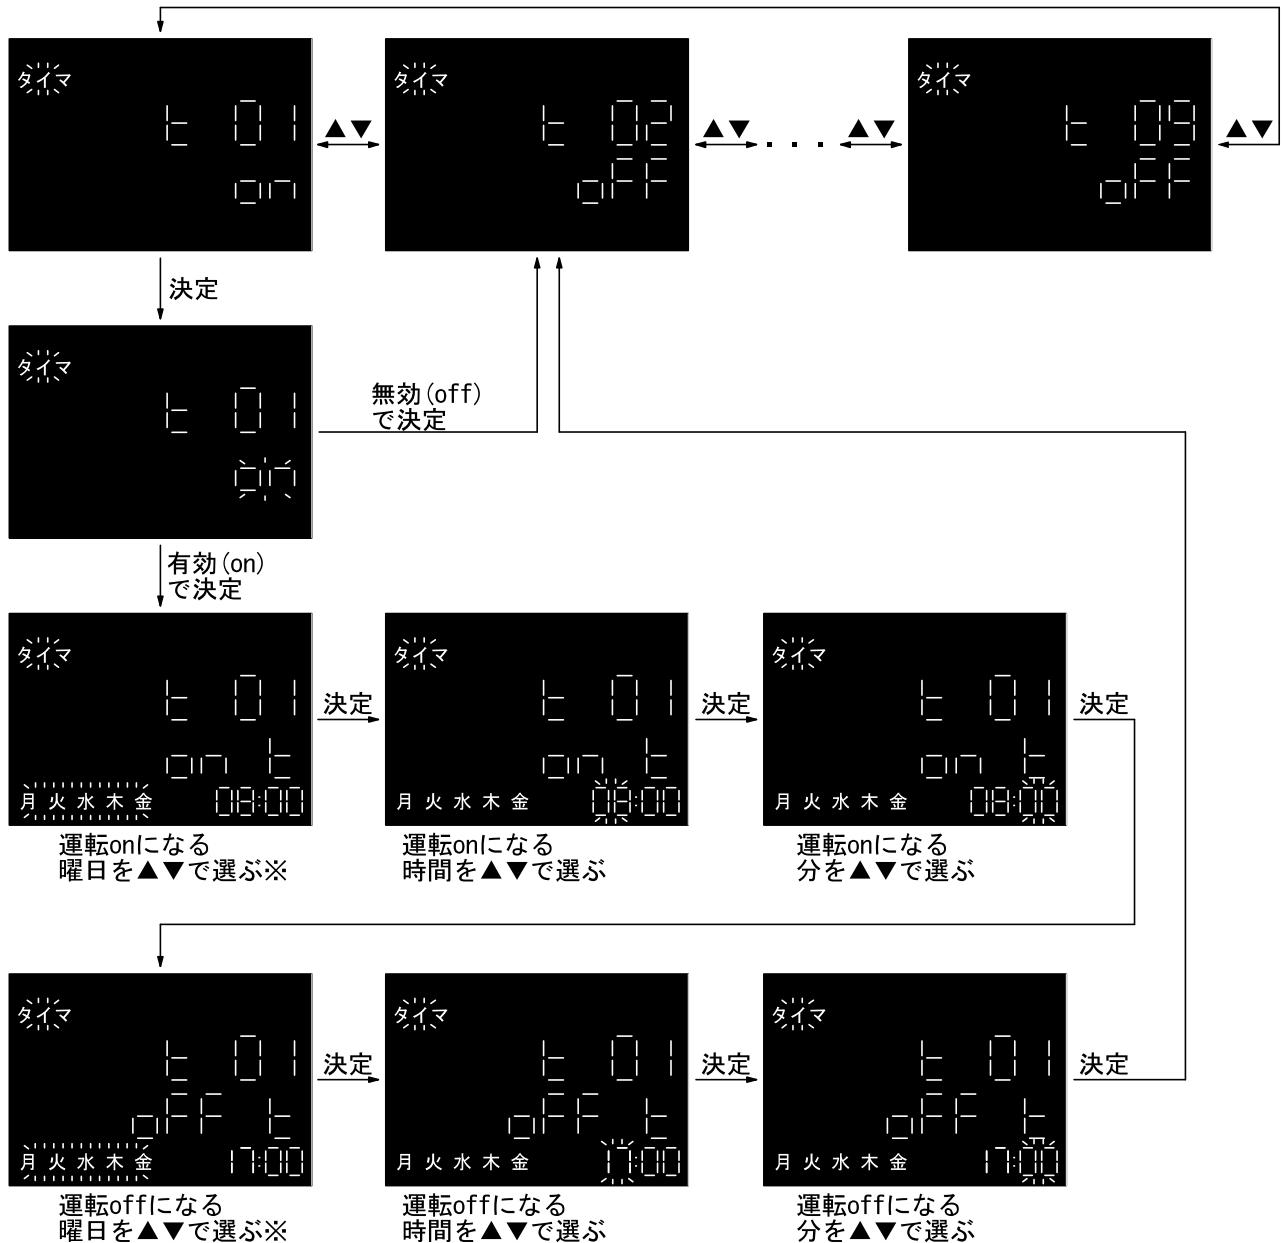 タイマ
t 01
on
▲▼
タイマ
t 02
oFF
▲▼
・・・
▲▼
タイマ
t 09
oFF
▲▼
決定
タイマ
t 01
on
無効(off)
で決定
有効(on)
で決定
タイマ
t 01
on t
月 火 水 木 金 08:00
決定
タイマ
t 01
on t
月 火 水 木 金 08:00
決定
タイマ
t 01
on t
月 火 水 木 金 08:00
決定
運転onになる
曜日を▲▼で選ぶ※
運転onになる
時間を▲▼で選ぶ
運転onになる
分を▲▼で選ぶ
タイマ
t 01
oFF t
月 火 水 木 金 17:00
決定
タイマ
t 01
oFF t
月 火 水 木 金 17:00
決定
タイマ
t 01
oFF t
月 火 水 木 金 17:00
決定
運転offになる
曜日を▲▼で選ぶ※
運転offになる
時間を▲▼で選ぶ
運転offになる
分を▲▼で選ぶ